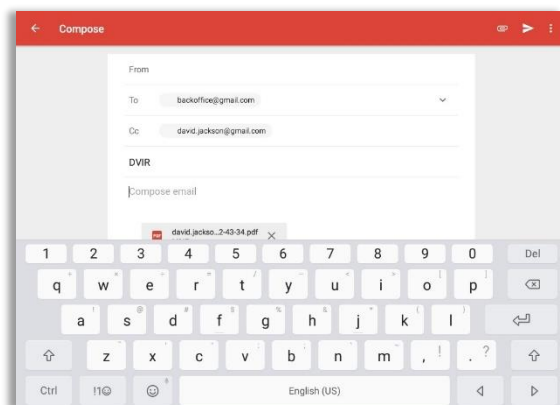 Compose
From
To backoffice@gmail.com
Cc david.jackson@gmail.com
DVIR
Compose email
PDF david.jackso...2-43-34.pdf
1 2 3 4 5 6 7 8 9 0 Del
q w e r t y u i o p
a s d f g h j k l
z x c v b n m , ! . ?
Ctrl !1☺ English (US)